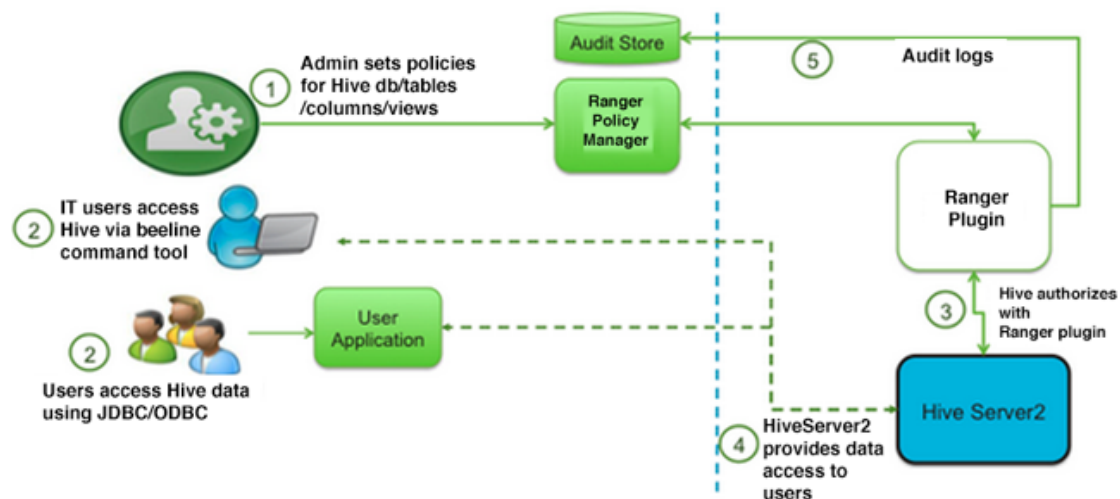 Audit Store
5
Audit logs
1
Admin sets policies
for Hive db/tables
/columns/views
Ranger
Policy
Manager
Ranger
Plugin
2
IT users access
Hive via beeline
command tool
3
Hive authorizes
with
Ranger plugin
User
Application
2
Users access Hive data
using JDBC/ODBC
Hive Server2
4
HiveServer2
provides data
access to
users